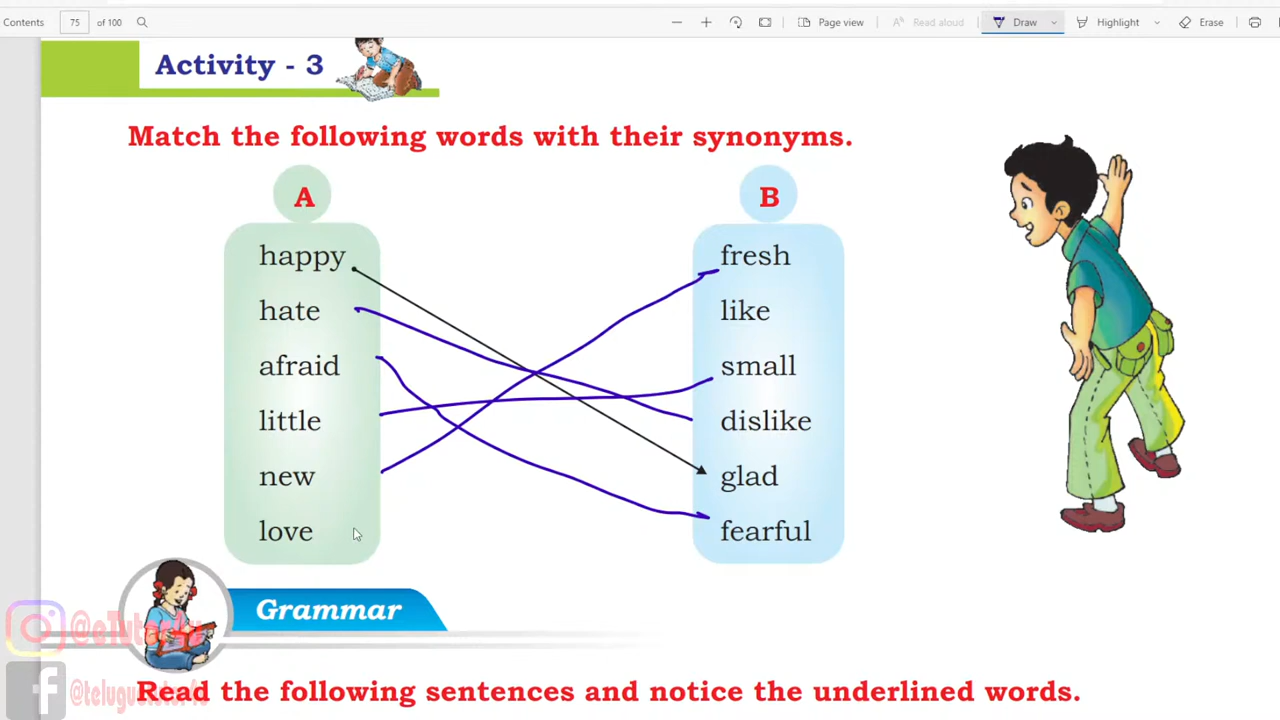 Contents 75 of 100 Page view Read aloud Draw Highlight Erase
Activity - 3
Match the following words with their synonyms.
A B
happy fresh
hate like
afraid small
little dislike
new glad
love fearful
Grammar
Read the following sentences and notice the underlined words.